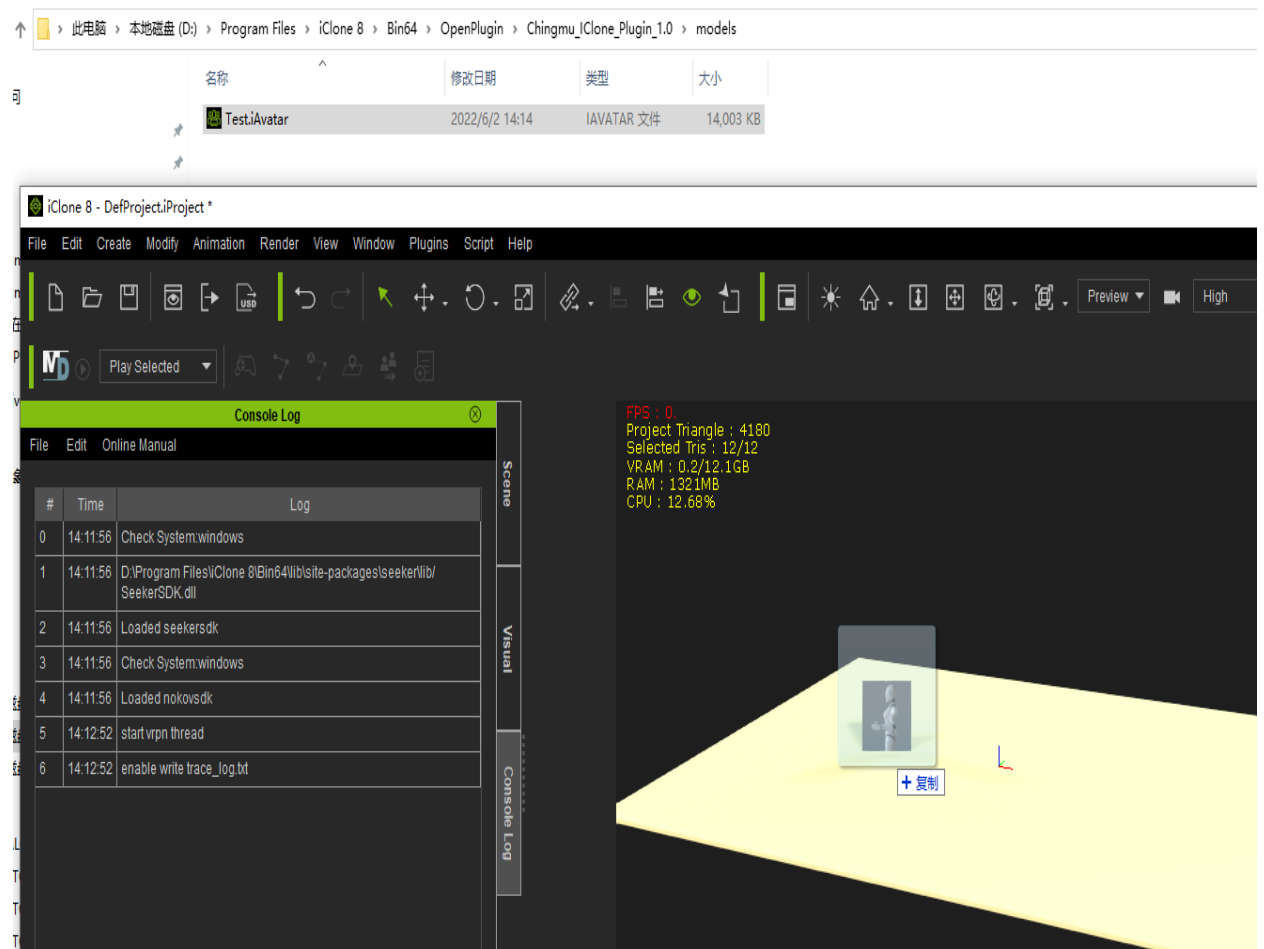 此电脑 > 本地磁盘 (D:) > Program Files > iClone 8 > Bin64 > OpenPlugin > Chingmu_IClone_Plugin_1.0 > models
名称 修改日期 类型 大小
Test.iAvatar 2022/6/2 14:14 IAVATAR 文件 14,003 KB
iClone 8 - DefProject.iProject *
File Edit Create Modify Animation Render View Window Plugins Script Help
USD
Preview
High
MD
Play Selected
Console Log
File Edit Online Manual
# Time Log
0 14:11:56 Check System:windows
1 14:11:56 D:\Program Files\iClone 8\Bin64\lib\site-packages\seeker\lib/
SeekerSDK.dll
2 14:11:56 Loaded seekersdk
3 14:11:56 Check System:windows
4 14:11:56 Loaded nokovsdk
5 14:12:52 start vrpn thread
6 14:12:52 enable write trace_log.txt
Scene
Visual
Console Log
FPS : 0.
Project Triangle : 4180
Selected Tris : 12/12
VRAM : 0.2/12.1GB
RAM : 1321MB
CPU : 12.68%
+ 复制